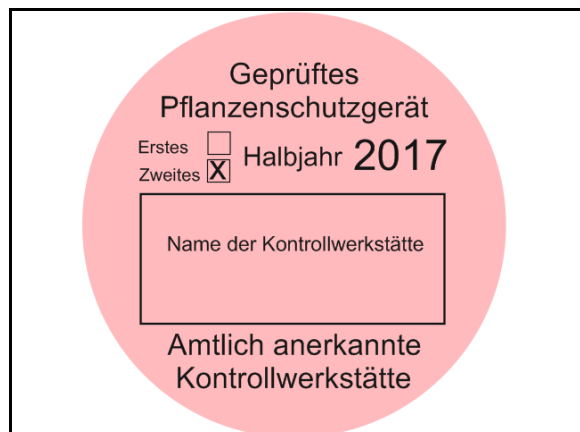 Geprüftes
Pflanzenschutzgerät
Erstes
Zweites X Halbjahr 2017
Name der Kontrollwerkstätte
Amtlich anerkannte
Kontrollwerkstätte